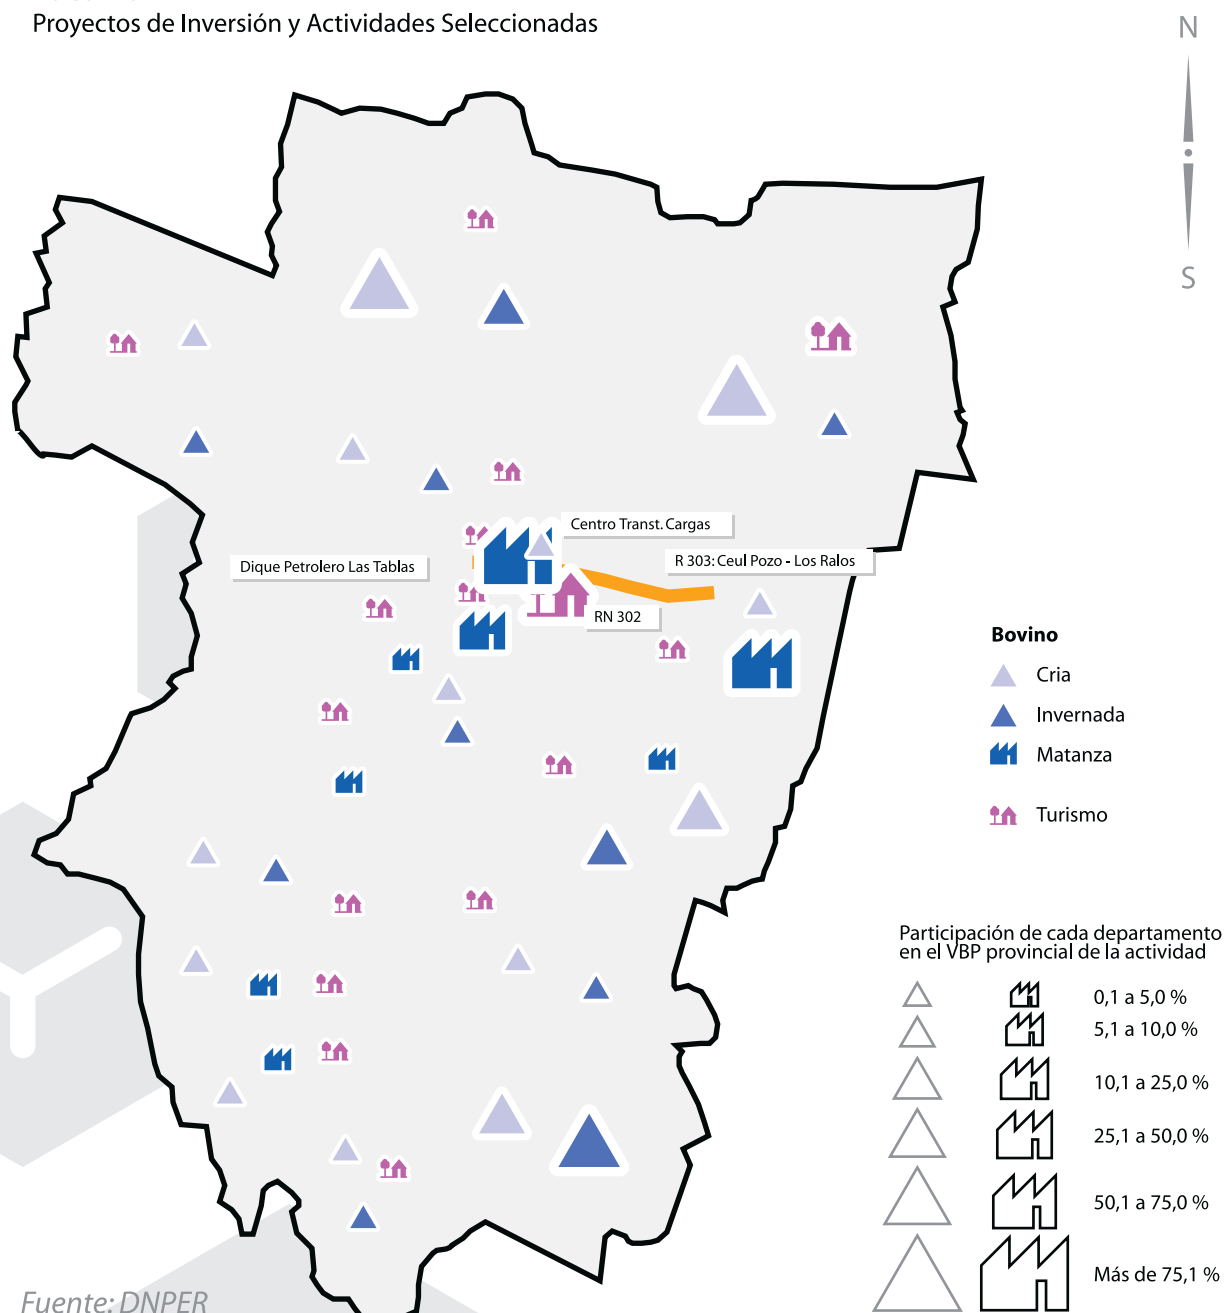 Proyectos de Inversión y Actividades Seleccionadas
N
S
Centro Transt. Cargas
Dique Petrolero Las Tablas
R 303: Ceul Pozo - Los Ralos
RN 302
Bovino
Cria
Invernada
Matanza
Turismo
Participación de cada departamento
en el VBP provincial de la actividad
0,1 a 5,0 %
5,1 a 10,0 %
10,1 a 25,0 %
25,1 a 50,0 %
50,1 a 75,0 %
Más de 75,1 %
Fuente: DNPER